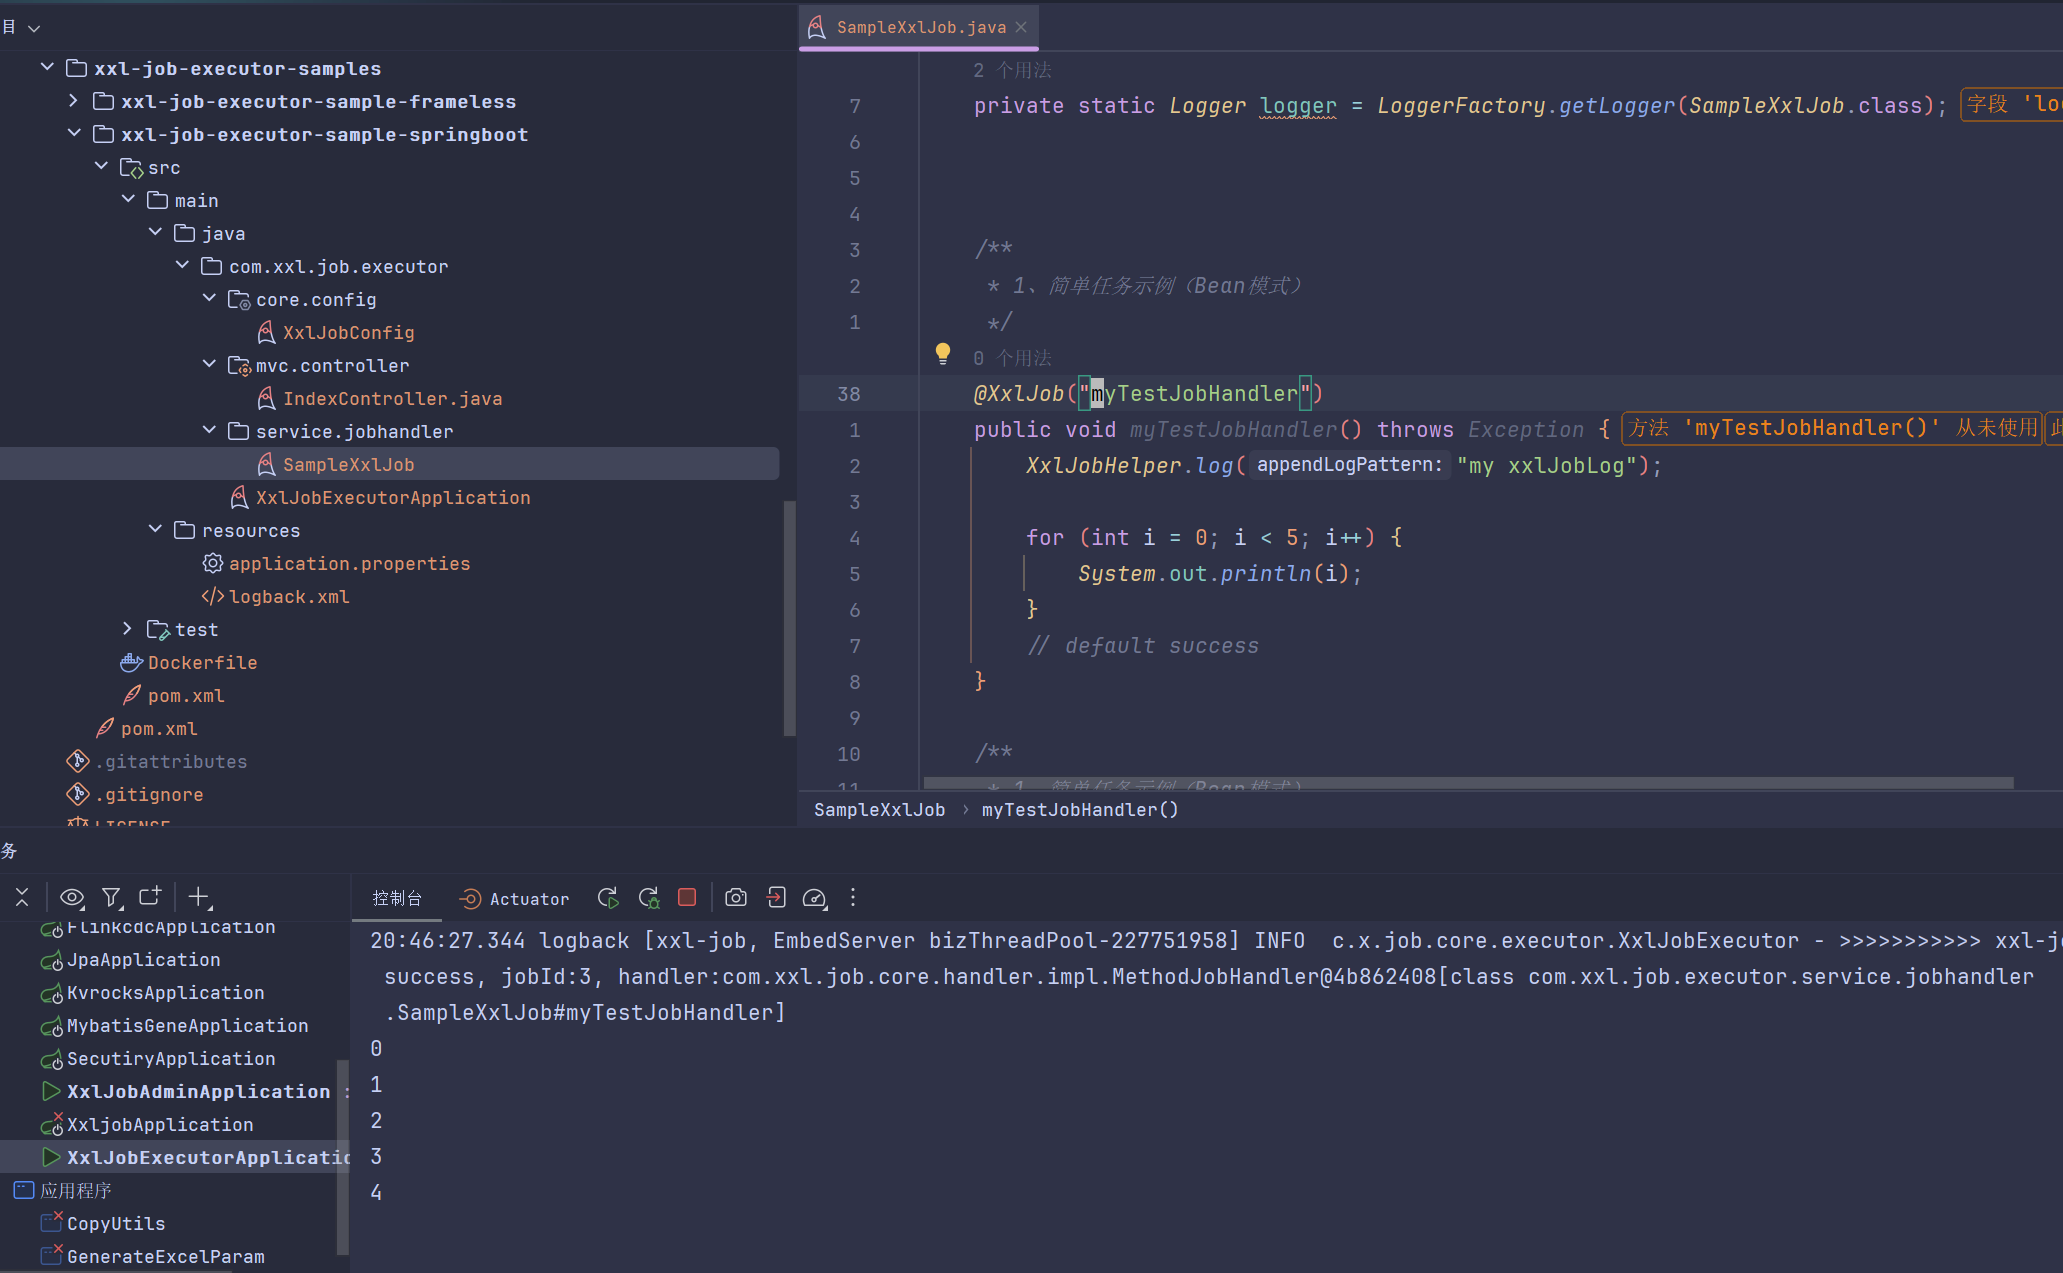 目
xxl-job-executor-samples
xxl-job-executor-sample-frameless
xxl-job-executor-sample-springboot
src
main
java
com.xxl.job.executor
core.config
XxlJobConfig
mvc.controller
IndexController.java
service.jobhandler
SampleXxlJob
XxlJobExecutorApplication
resources
application.properties
logback.xml
test
Dockerfile
pom.xml
pom.xml
.gitattributes
.gitignore
LICENSE
SampleXxlJob.java
2 个用法
7 private static Logger logger = LoggerFactory.getLogger(SampleXxlJob.class); 字段 'lo
6
5
4
3 /**
2 * 1、简单任务示例（Bean模式）
1 */
0 个用法
38 @XxlJob("myTestJobHandler")
1 public void myTestJobHandler() throws Exception { 方法 'myTestJobHandler()' 从未使用
2 XxlJobHelper.log( appendLogPattern: "my xxlJobLog");
3
4 for (int i = 0; i < 5; i++) {
5 System.out.println(i);
6 }
7 // default success
8 }
9
10 /**
11 * 1、简单任务示例（Bean模式）
SampleXxlJob › myTestJobHandler()
务
FlinkcdcApplication
JpaApplication
KvrocksApplication
MybatisGeneApplication
SecutiryApplication
XxlJobAdminApplication :
XxljobApplication
XxlJobExecutorApplicatic
应用程序
CopyUtils
GenerateExcelParam
控制台 Actuator
20:46:27.344 logback [xxl-job, EmbedServer bizThreadPool-227751958] INFO  c.x.job.core.executor.XxlJobExecutor - >>>>>>>>>>> xxl-jo
success, jobId:3, handler:com.xxl.job.core.handler.impl.MethodJobHandler@4b862408[class com.xxl.job.executor.service.jobhandler
.SampleXxlJob#myTestJobHandler]
0
1
2
3
4